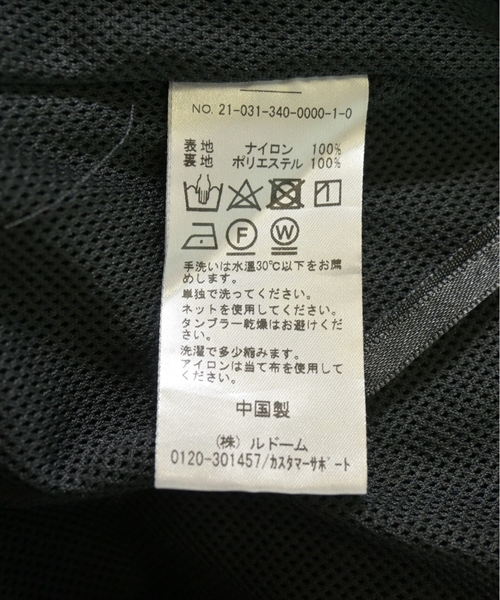 NO. 21-031-340-0000-1-0
表地 ナイロン 100%
裏地 ポリエステル 100%
F W
手洗いは水温30℃以下をお薦
めします。
単独で洗ってください。
ネットを使用してください。
タンブラー乾燥はお避けくだ
さい。
洗濯で多少縮みます。
アイロンは当て布を使用して
ください。
中国製
(株) ルドーム
0120-301457/カスタマーサポート